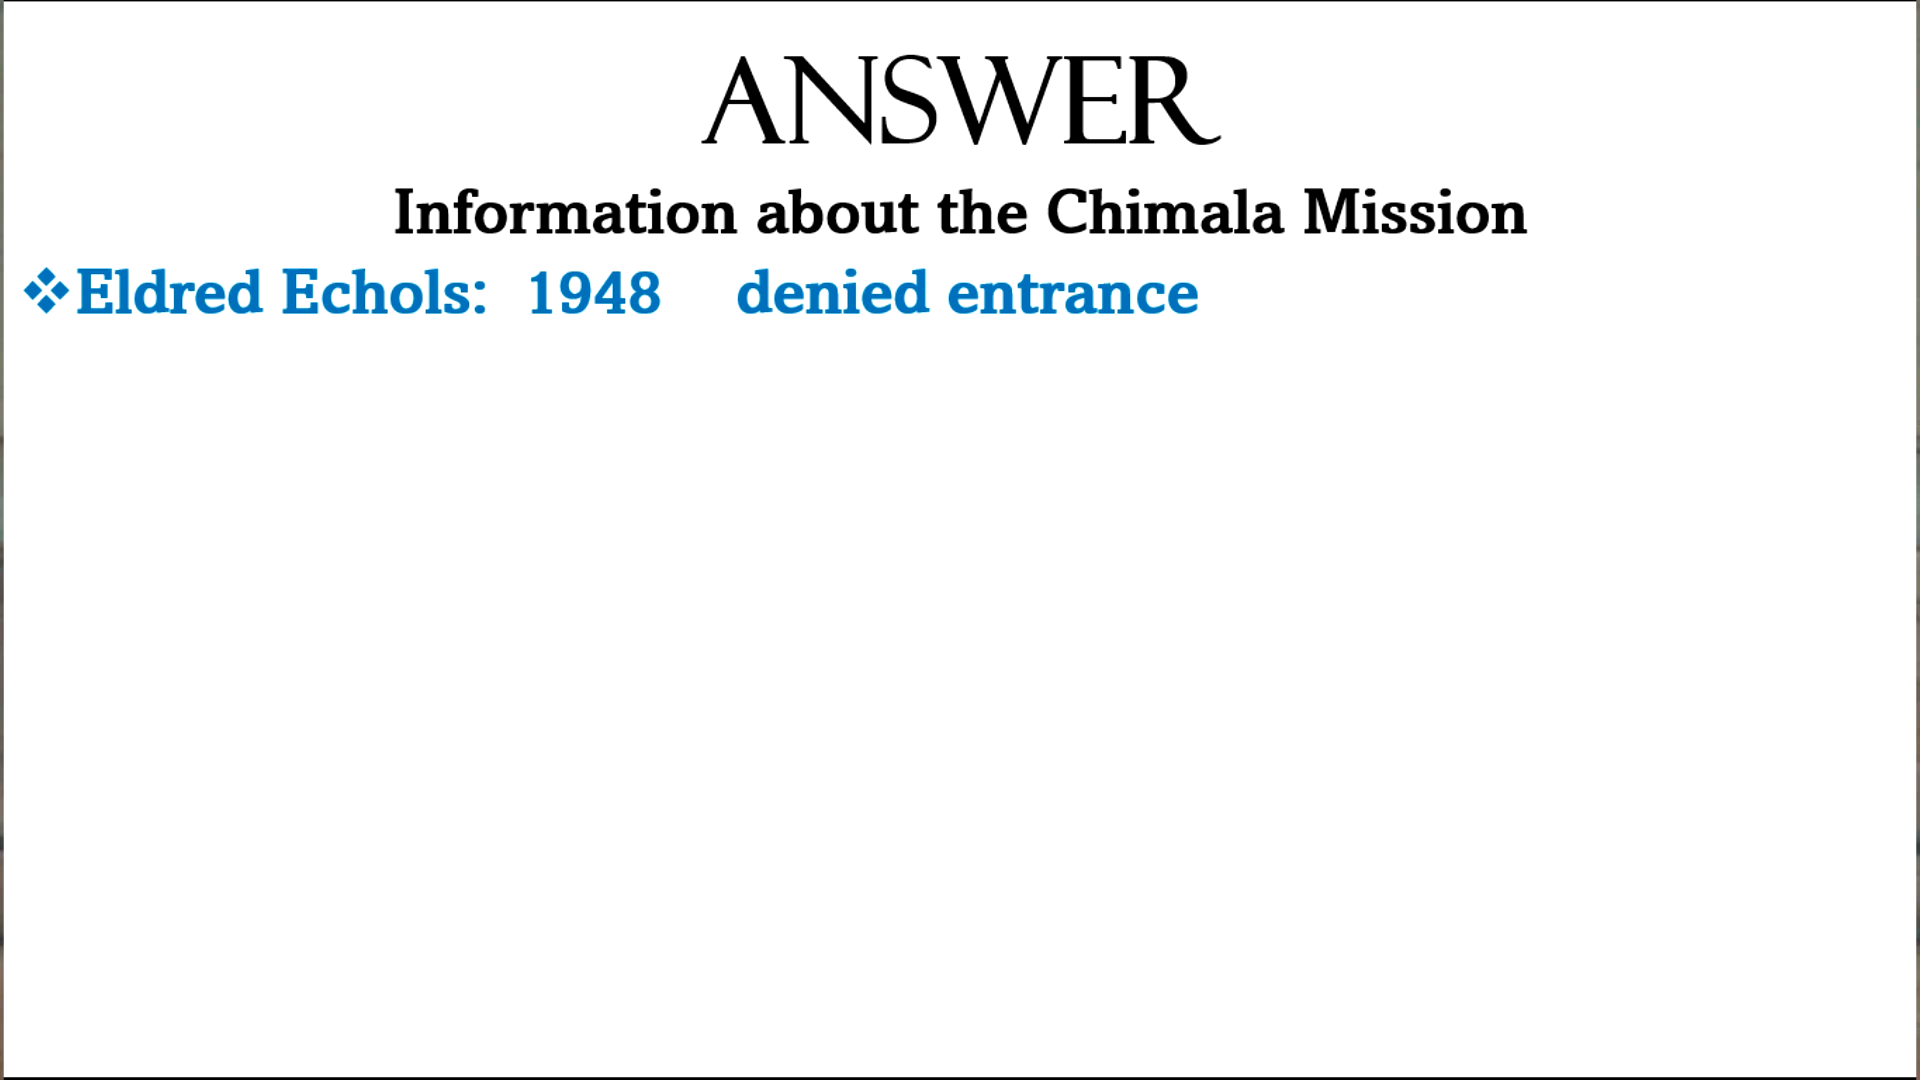 ANSWER
Information about the Chimala Mission
❖Eldred Echols: 1948 denied entrance